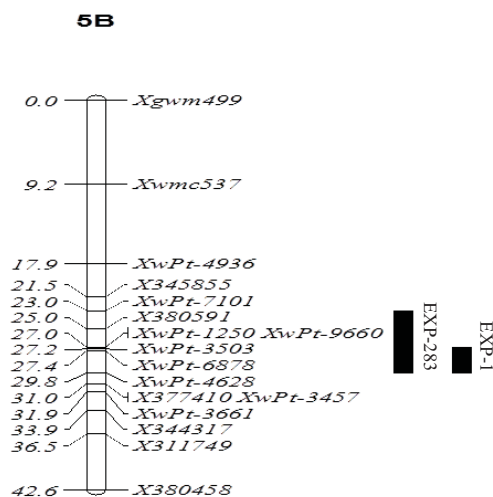 5B
0.0 Xgwm499
9.2 Xwmc537
17.9 XwPt-4936
21.5 X345855
23.0 XwPt-7101
25.0 X380591
27.0 XwPt-1250 XwPt-9660
27.2 XwPt-3503
27.4 XwPt-6878
29.8 XwPt-4628
31.0 X377410 XwPt-3457
31.9 XwPt-3661
33.9 X344317
36.5 X311749
42.6 X380458
EXP-283
EXP-1